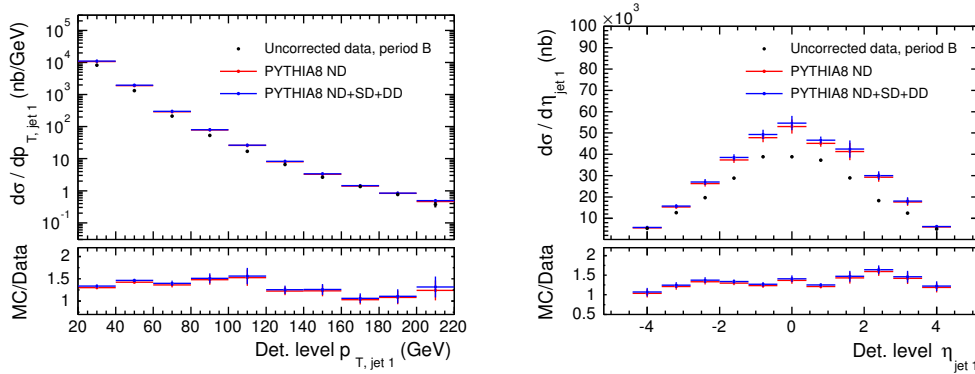 dσ / dp_T, jet 1 (nb/GeV)
10^5
10^4
10^3
10^2
10
1
10^-1
Uncorrected data, period B
PYTHIA8 ND
PYTHIA8 ND+SD+DD
MC/Data
1.5
1
20 40 60 80 100 120 140 160 180 200 220
Det. level p_T, jet 1 (GeV)
×10^3
dσ / dη_jet 1 (nb)
100
90
80
70
60
50
40
30
20
10
Uncorrected data, period B
PYTHIA8 ND
PYTHIA8 ND+SD+DD
MC/Data
1.5
1
0.5
-4 -2 0 2 4
Det. level η_jet 1